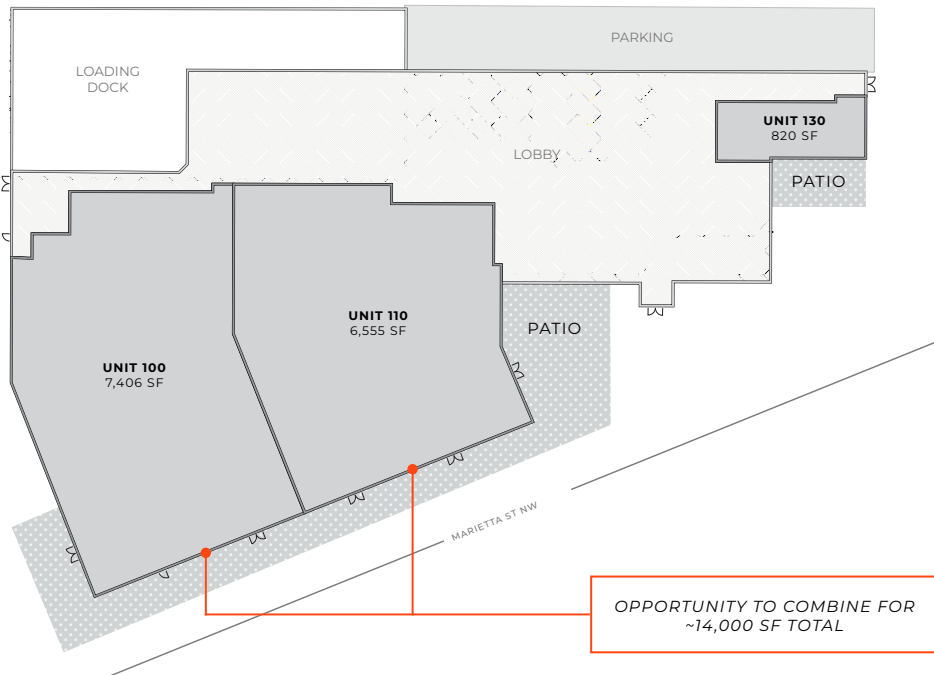 PARKING
LOADING
DOCK
UNIT 130
820 SF
LOBBY
PATIO
UNIT 110
6,555 SF
PATIO
UNIT 100
7,406 SF
MARIETTA ST NW
OPPORTUNITY TO COMBINE FOR
~14,000 SF TOTAL